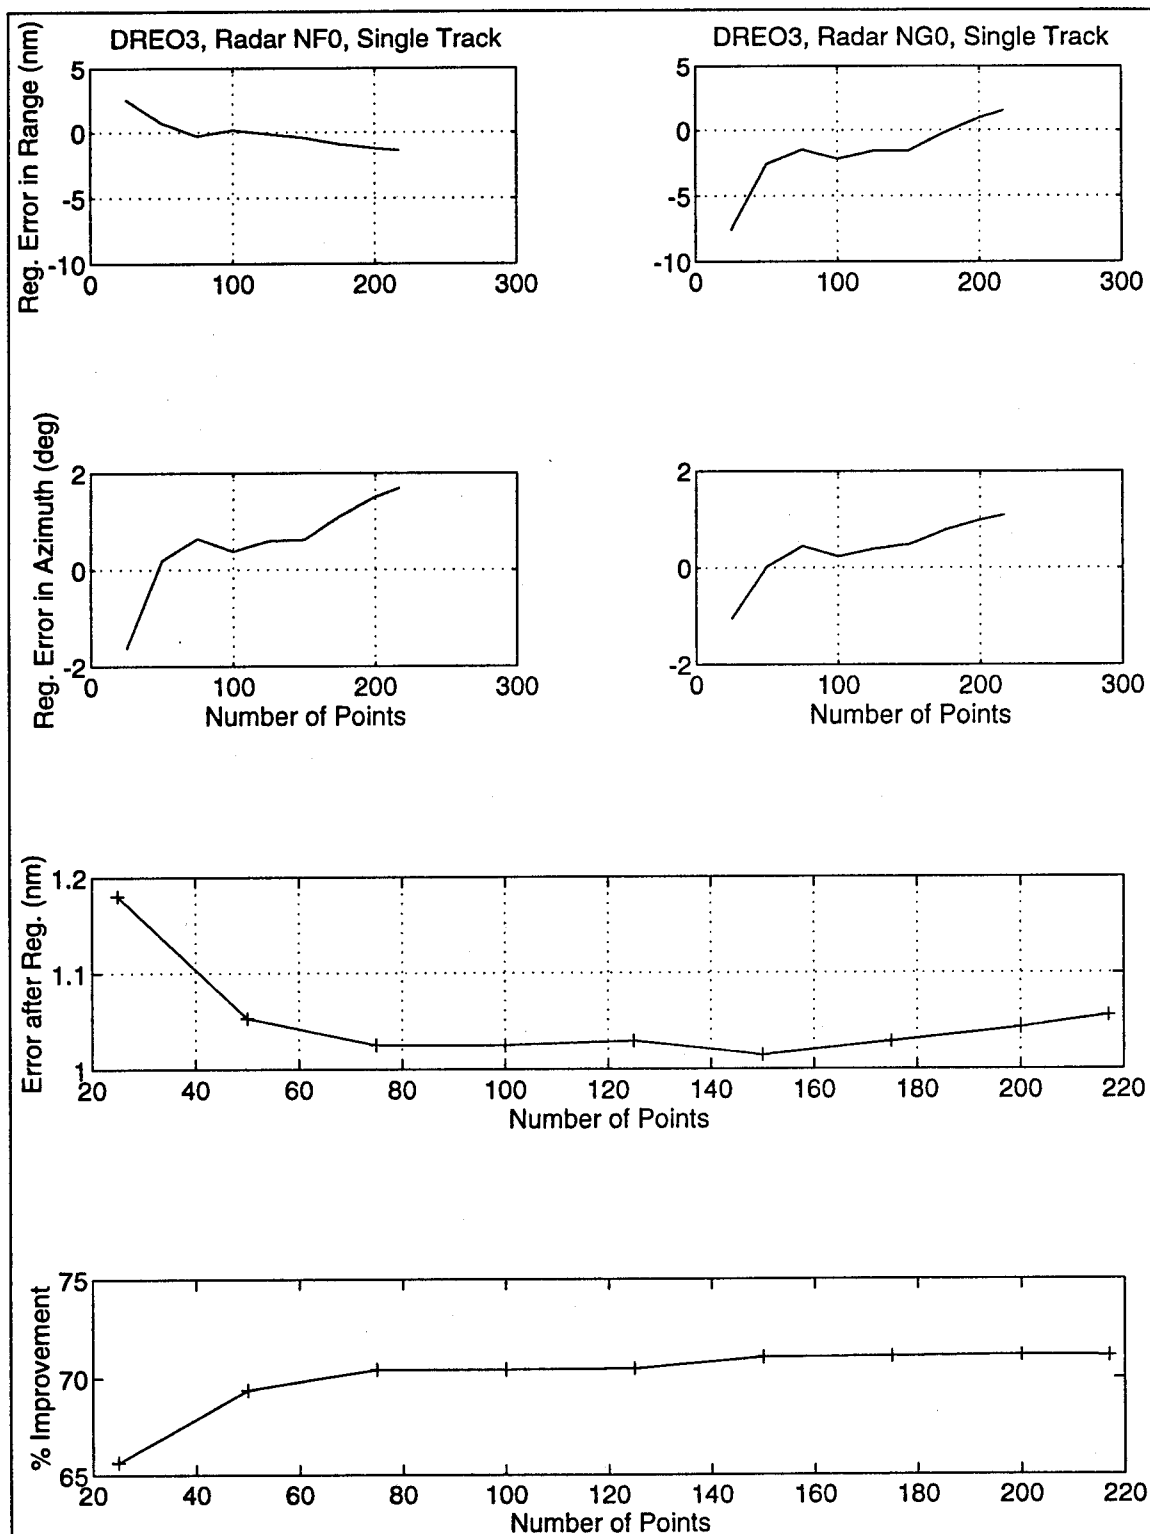 DREO3, Radar NF0, Single Track
Reg. Error in Range (nm)
5
0
-5
-10
0 100 200 300
DREO3, Radar NG0, Single Track
5
0
-5
-10
0 100 200 300
Reg. Error in Azimuth (deg)
2
0
-2
0 100 200 300
Number of Points
2
0
-2
0 100 200 300
Number of Points
Error after Reg. (nm)
1.2
1.1
1
20 40 60 80 100 120 140 160 180 200 220
Number of Points
% Improvement
75
70
65
20 40 60 80 100 120 140 160 180 200 220
Number of Points